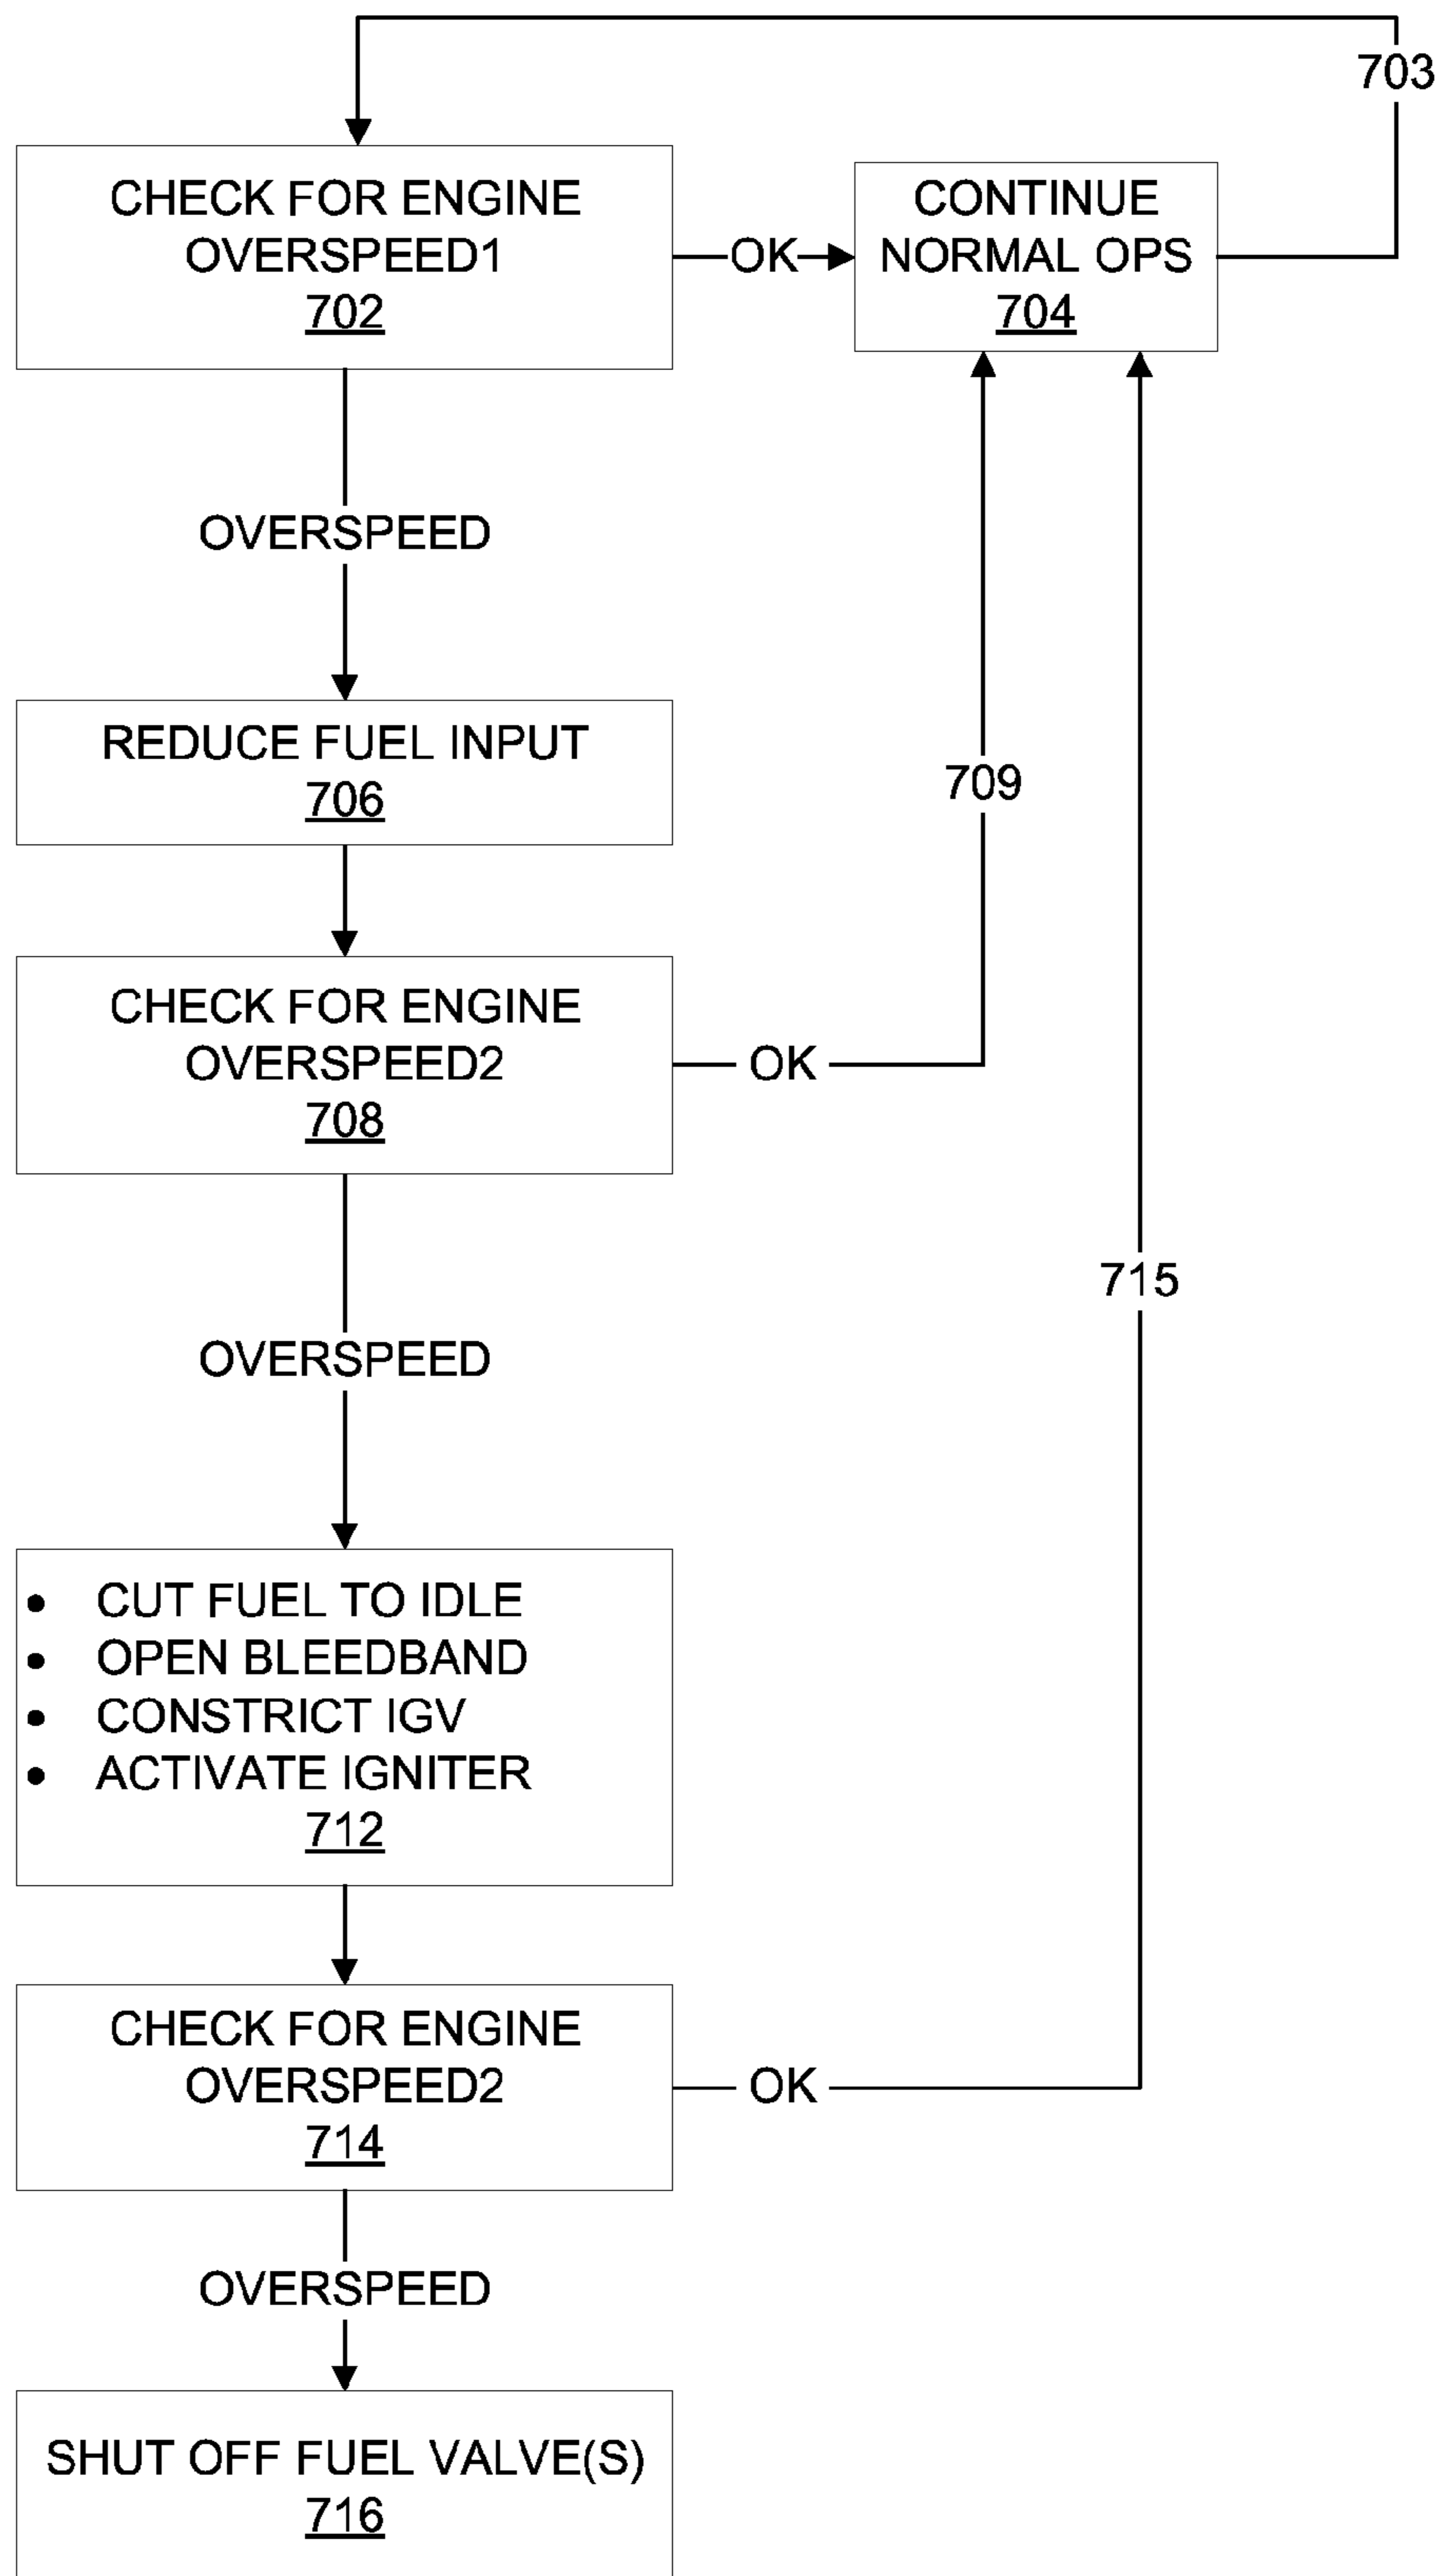 703
CHECK FOR ENGINE
OVERSPEED1
702
OK
CONTINUE
NORMAL OPS
704
OVERSPEED
REDUCE FUEL INPUT
706
709
CHECK FOR ENGINE
OVERSPEED2
708
OK
715
OVERSPEED
• CUT FUEL TO IDLE
• OPEN BLEEDBAND
• CONSTRICT IGV
• ACTIVATE IGNITER
712
CHECK FOR ENGINE
OVERSPEED2
714
OK
OVERSPEED
SHUT OFF FUEL VALVE(S)
716